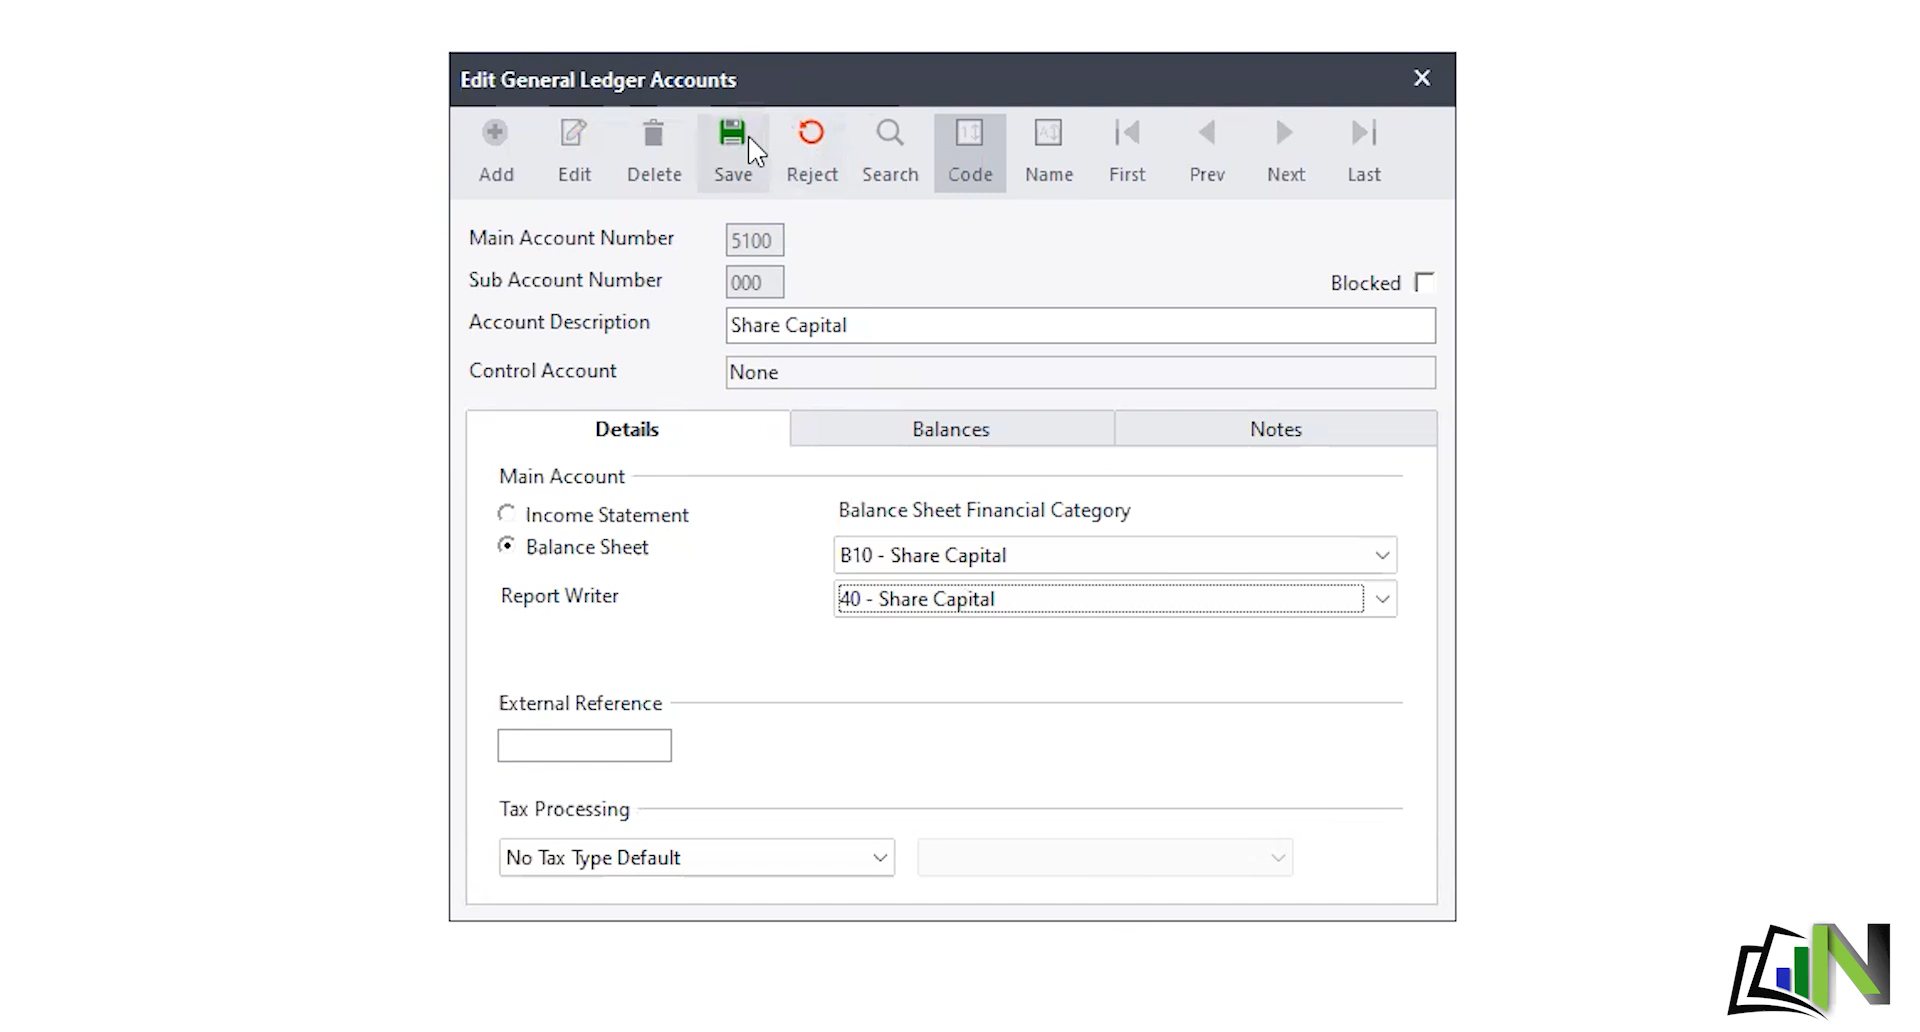 Edit General Ledger Accounts
Add Edit Delete Save Reject Search Code Name First Prev Next Last
Main Account Number 5100
Sub Account Number 000 Blocked
Account Description Share Capital
Control Account None
Details Balances Notes
Main Account
Income Statement Balance Sheet Financial Category
Balance Sheet B10 - Share Capital
Report Writer 40 - Share Capital
External Reference
Tax Processing
No Tax Type Default
N